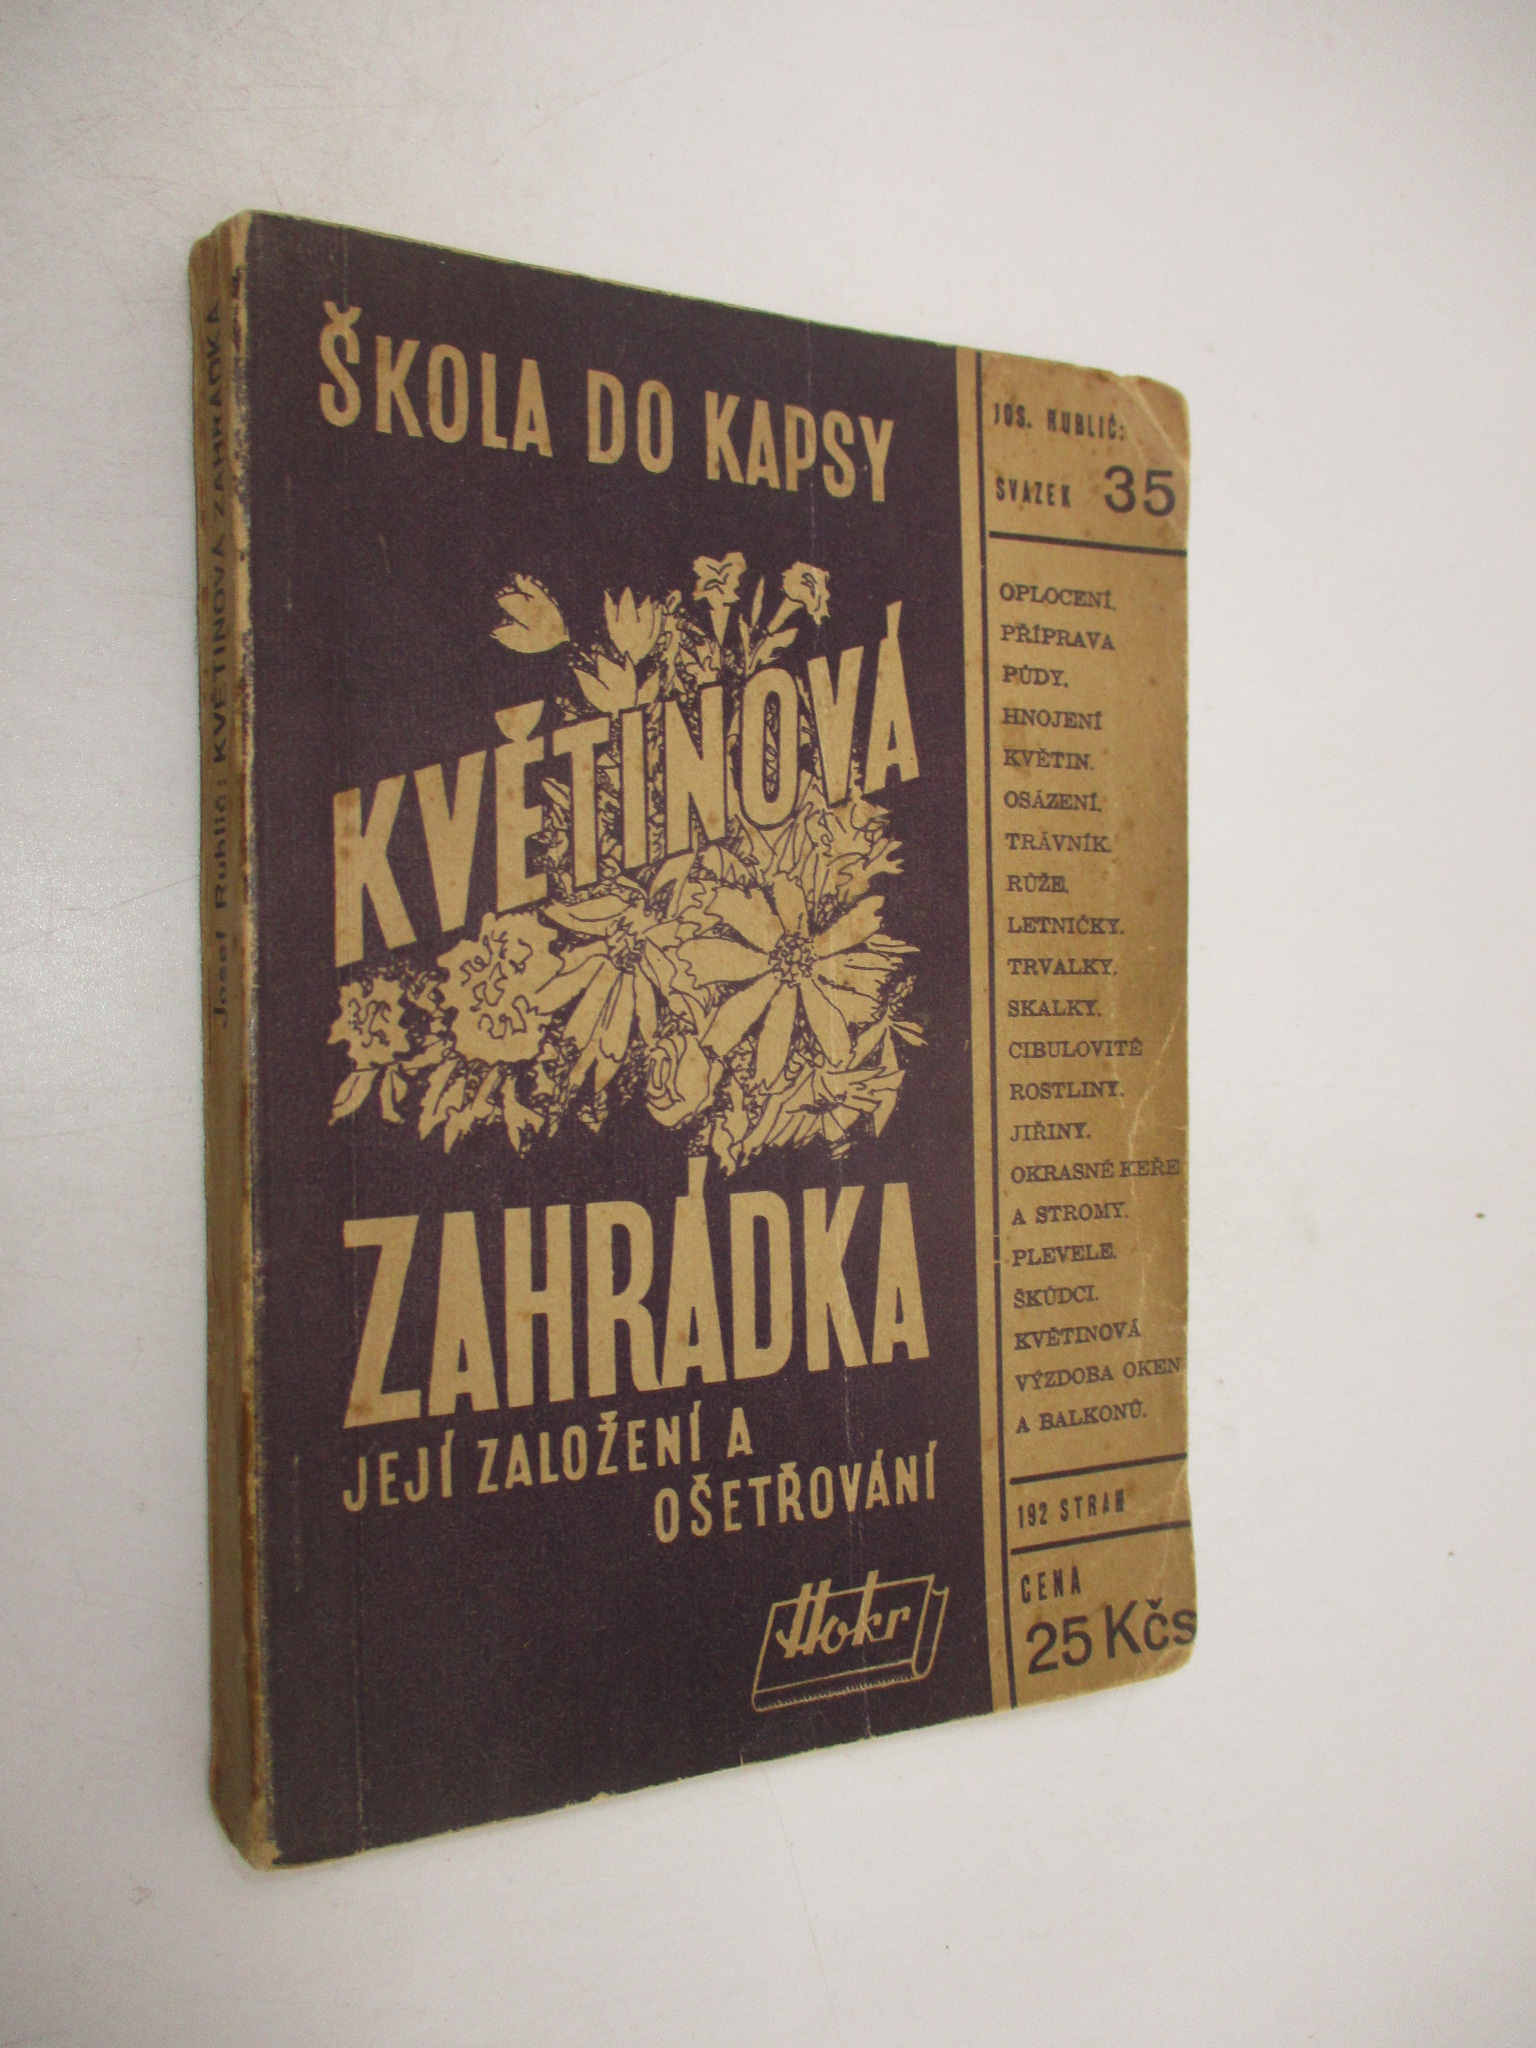 ŠKOLA DO KAPSY
KVĚTINOVÁ
ZAHRÁDKA
JEJÍ ZALOŽENÍ A
OŠETŘOVÁNÍ
Hokr
JOS. RUBLIČ:
SVAZEK 35
OPLOCENÍ.
PŘÍPRAVA
PŮDY.
HNOJENÍ
KVĚTIN.
OSÁZENÍ.
TRÁVNÍK.
RŮŽE.
LETNIČKY.
TRVALKY.
SKALKY.
CIBULOVITÉ
ROSTLINY.
JIŘINY.
OKRASNÉ KEŘE
A STROMY.
PLEVELE.
ŠKŮDCI.
KVĚTINOVÁ
VÝZDOBA OKEN
A BALKONŮ.
192 STRAN
CENA
25 Kčs
Josef Rublič: KVĚTINOVÁ ZAHRÁDKA